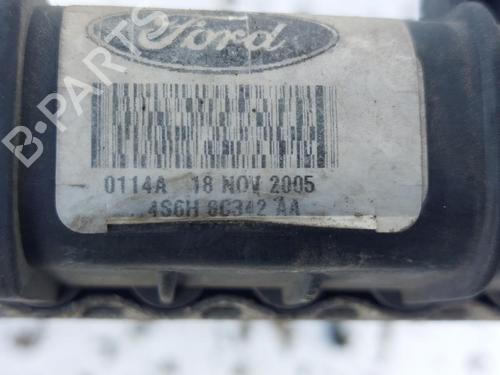 Ford
0114A 18 NOV 2005
4S6H 8C342 AA
B-PARTS